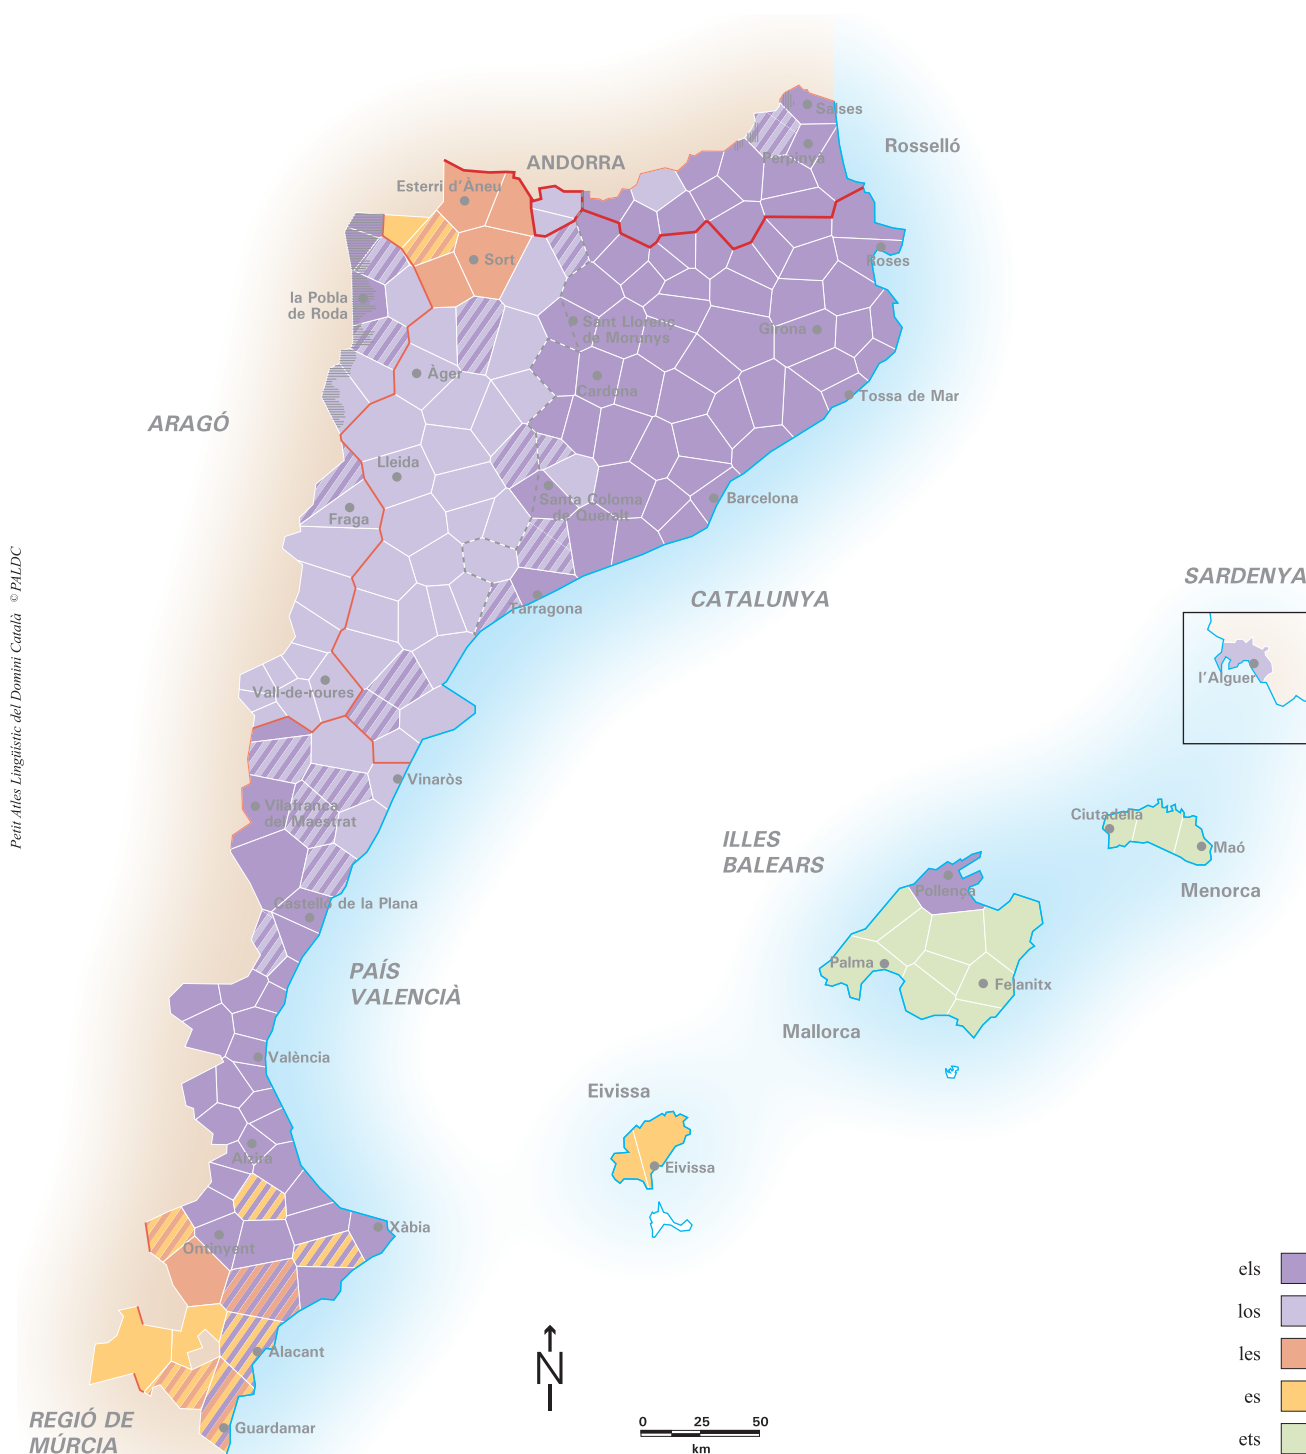 Salses
Rosselló
Perpinyà
ANDORRA
Esterri d'Àneu
Sort
Roses
la Pobla
de Roda
Sant Llorenç
de Morunys
Girona
Àger
Cardona
Tossa de Mar
ARAGÓ
Lleida
Fraga
Santa Coloma
de Queralt
Barcelona
Tarragona
CATALUNYA
SARDENYA
l'Alguer
Vall-de-roures
Vinaròs
Vilafranca
del Maestrat
Castelló de la Plana
ILLES
BALEARS
Ciutadella
Maó
Menorca
Pollença
Palma
Felanitx
Mallorca
PAÍS
VALENCIÀ
València
Eivissa
Eivissa
Alzira
Xàbia
Ontinyent
Alacant
Guardamar
REGIÓ DE
MÚRCIA
N
0 25 50
km
els
los
les
es
ets
Petit Atles Lingüístic del Domini Català © PALDC